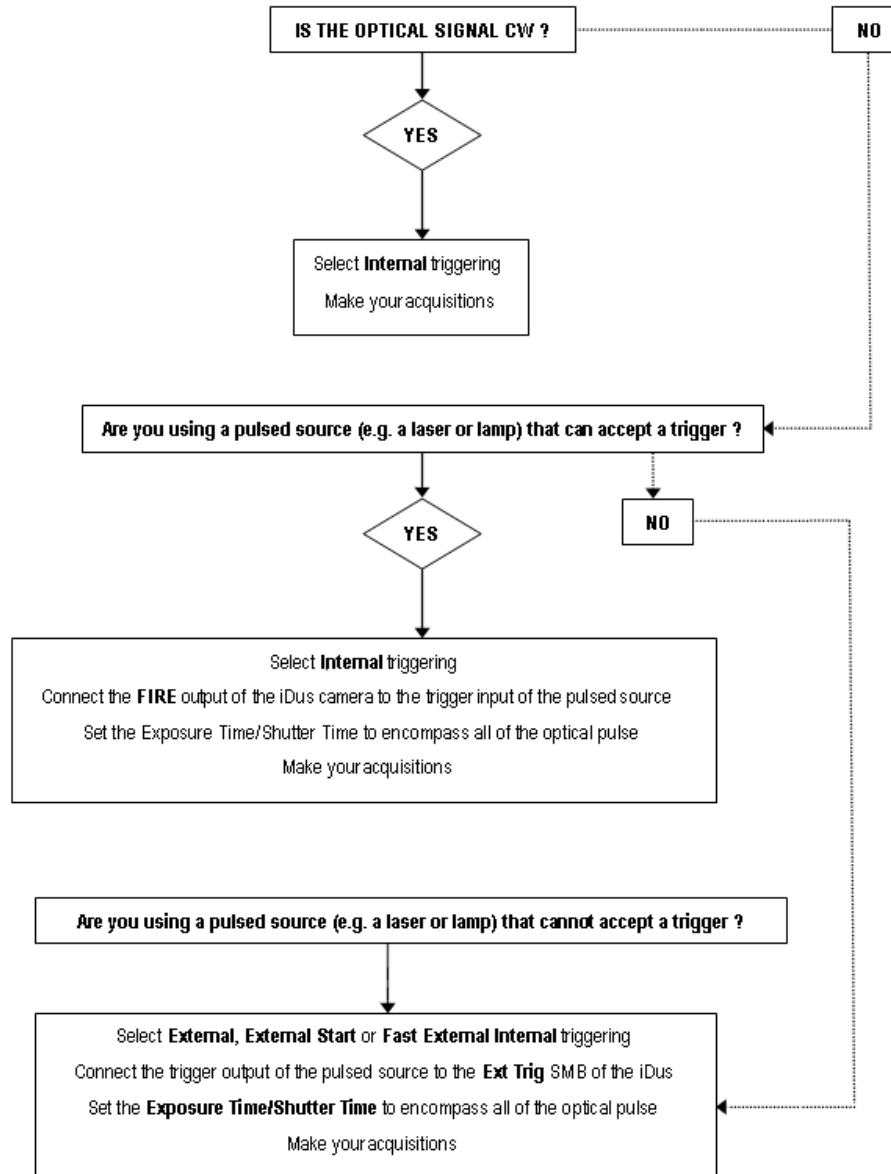 IS THE OPTICAL SIGNAL CW ?
NO
YES
Select Internal triggering
Make your acquisitions
Are you using a pulsed source (e.g. a laser or lamp) that can accept a trigger ?
YES
NO
Select Internal triggering
Connect the FIRE output of the iDus camera to the trigger input of the pulsed source
Set the Exposure Time/Shutter Time to encompass all of the optical pulse
Make your acquisitions
Are you using a pulsed source (e.g. a laser or lamp) that cannot accept a trigger ?
Select External, External Start or Fast External Internal triggering
Connect the trigger output of the pulsed source to the Ext Trig SMB of the iDus
Set the Exposure Time/Shutter Time to encompass all of the optical pulse
Make your acquisitions